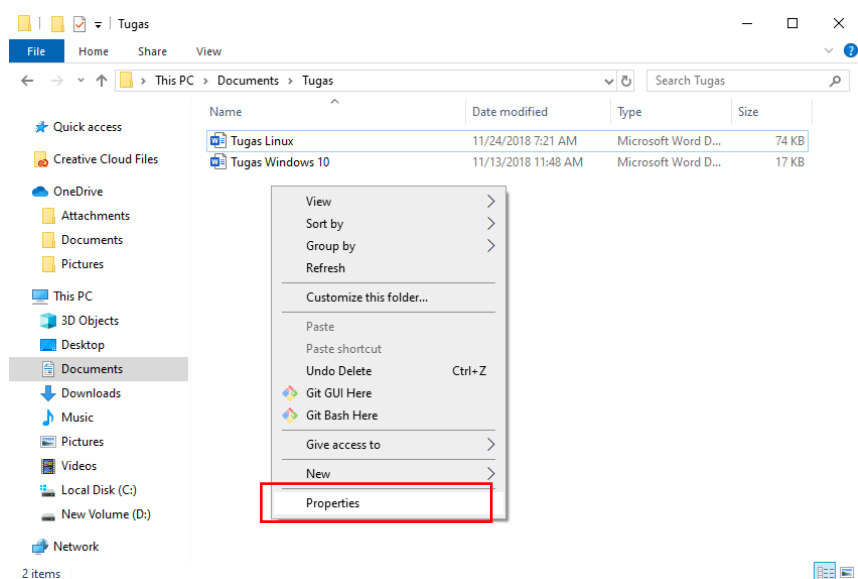 Tugas
File Home Share View
This PC > Documents > Tugas Search Tugas
Name Date modified Type Size
Quick access
Creative Cloud Files
OneDrive
Attachments
Documents
Pictures
This PC
3D Objects
Desktop
Documents
Downloads
Music
Pictures
Videos
Local Disk (C:)
New Volume (D:)
Network
Tugas Linux 11/24/2018 7:21 AM Microsoft Word D... 74 KB
Tugas Windows 10 11/13/2018 11:48 AM Microsoft Word D... 17 KB
View
Sort by
Group by
Refresh
Customize this folder...
Paste
Paste shortcut
Undo Delete Ctrl+Z
Git GUI Here
Git Bash Here
Give access to
New
Properties
2 items